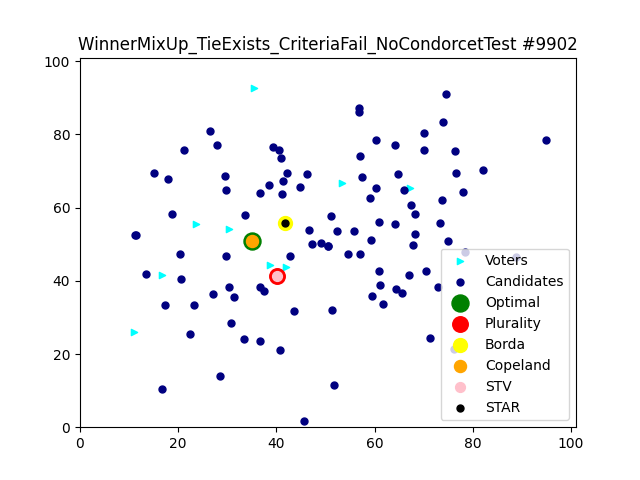 WinnerMixUp_TieExists_CriteriaFail_NoCondorcetTest #9902
100
80
60
40
20
0
0 20 40 60 80 100
Voters
Candidates
Optimal
Plurality
Borda
Copeland
STV
STAR